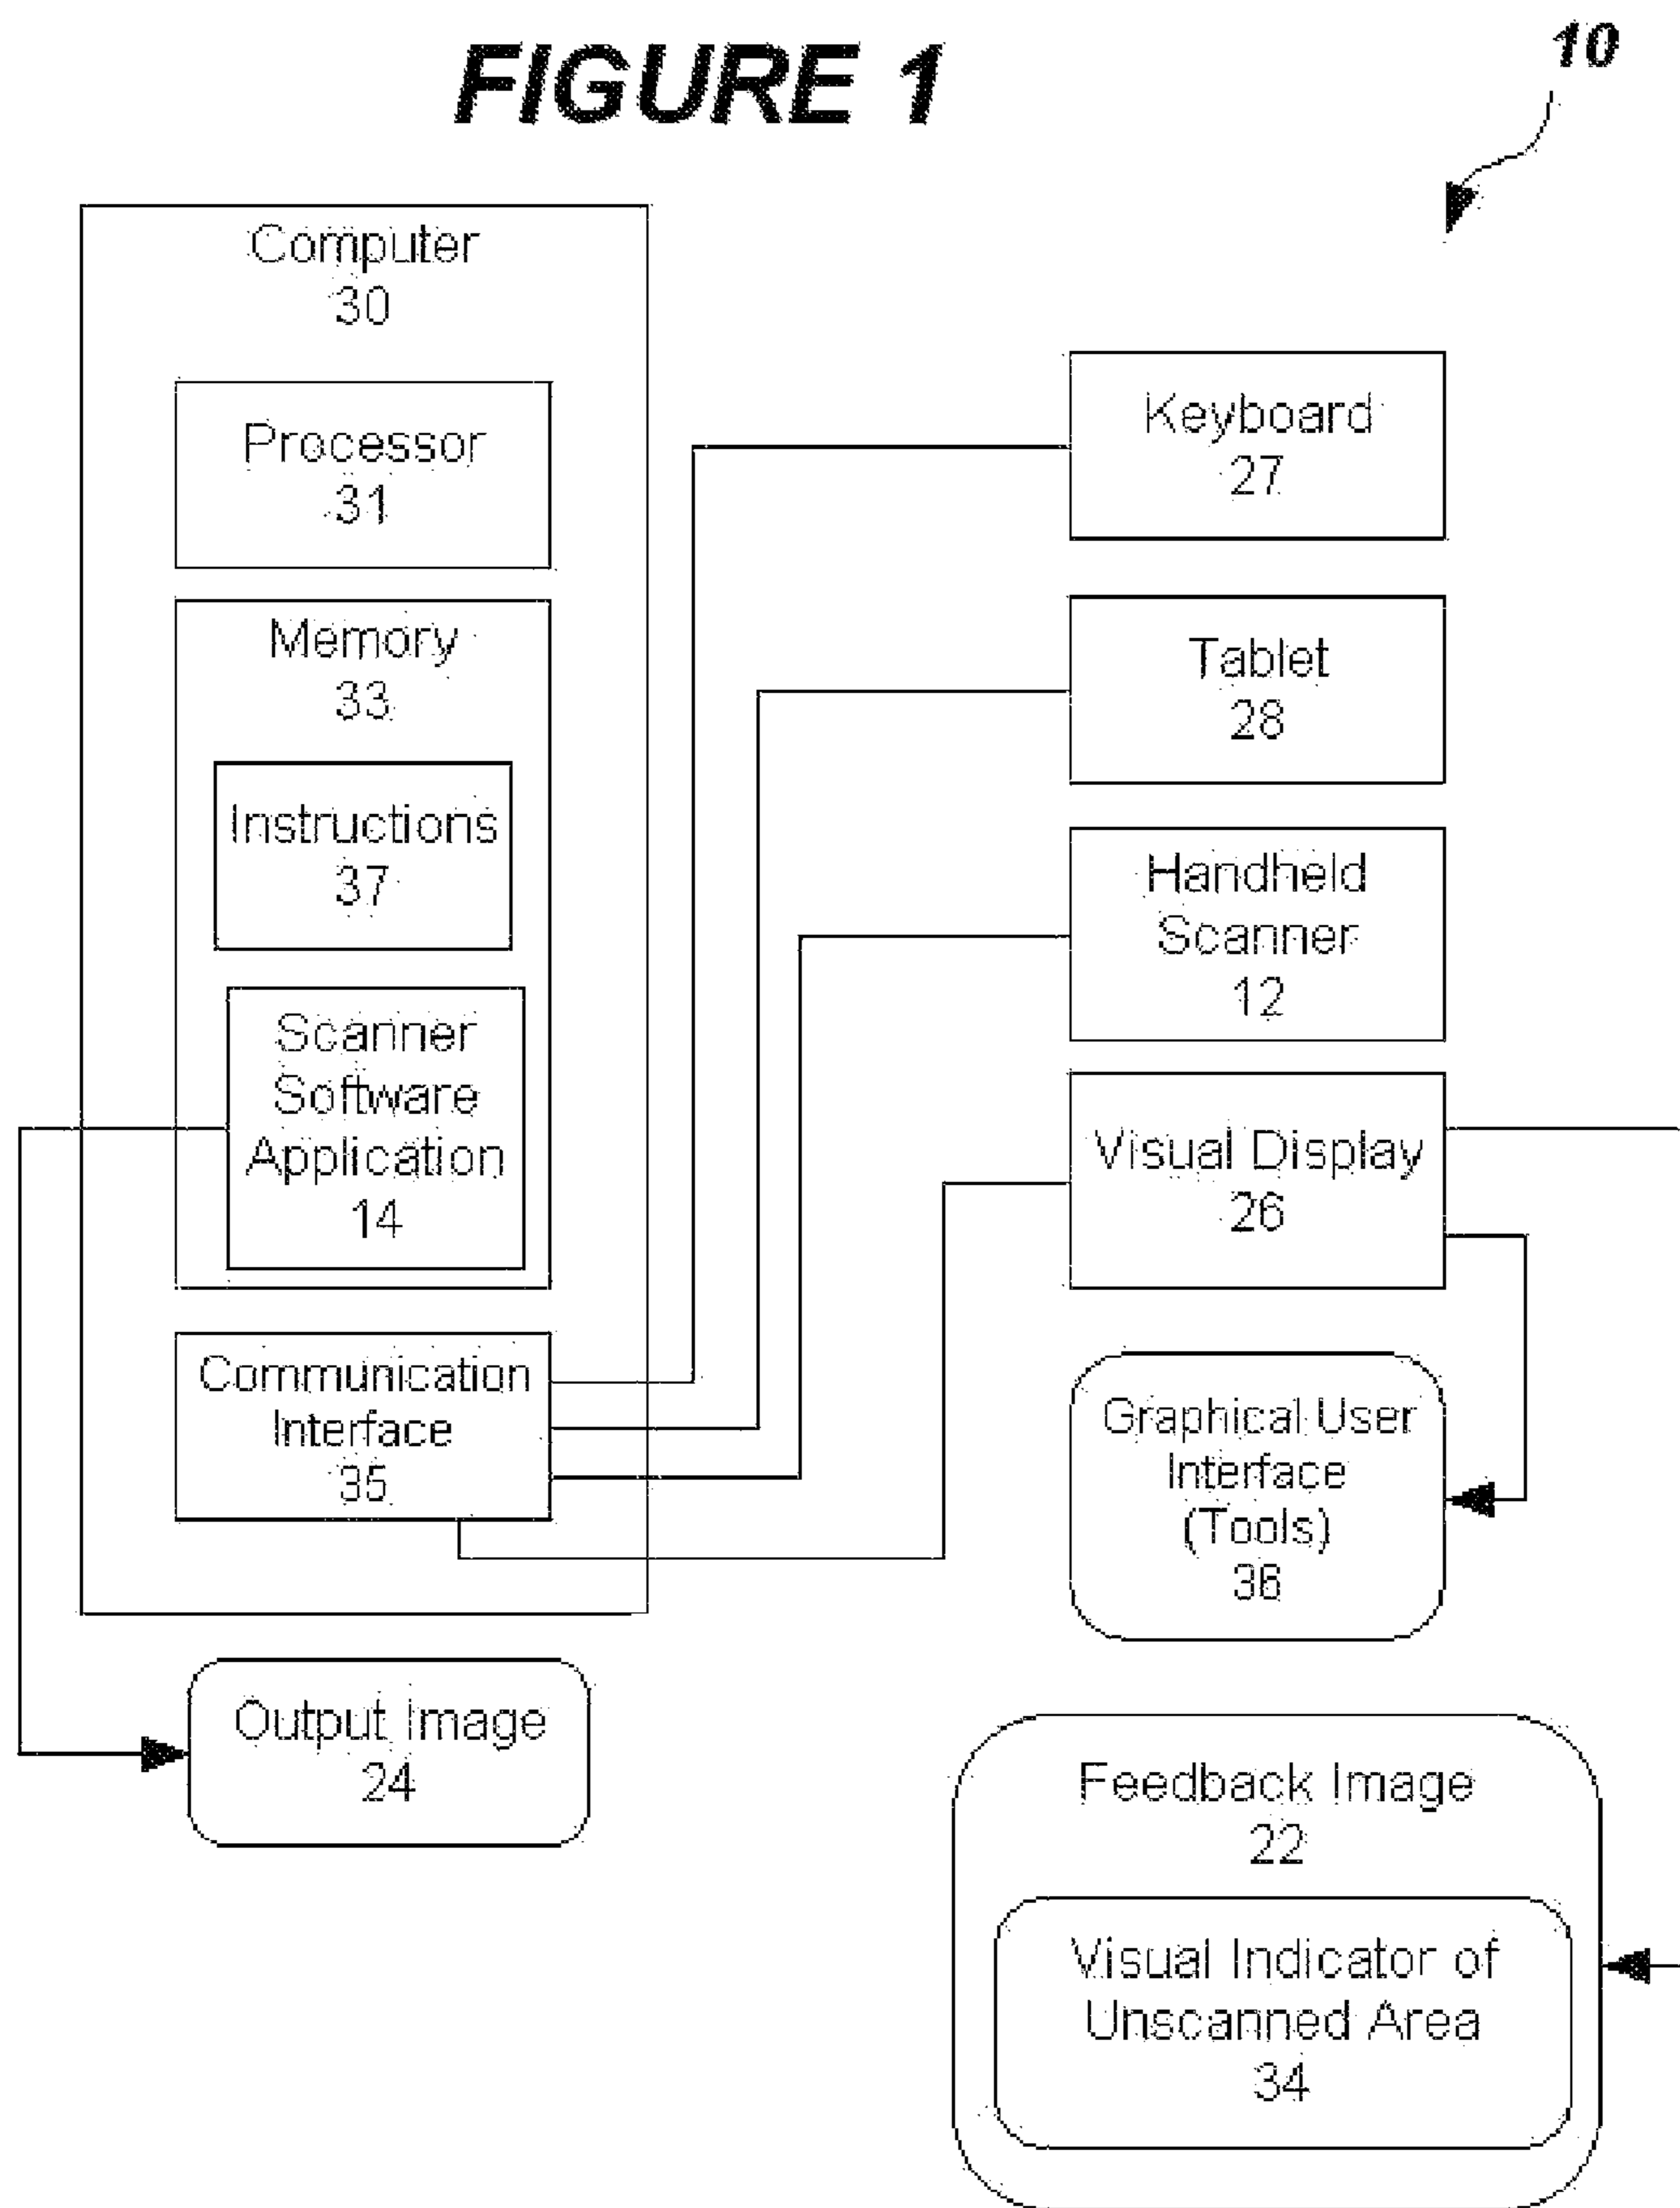 FIGURE 1
10
Computer
30
Processor
31
Memory
33
Instructions
37
Scanner
Software
Application
14
Communication
Interface
35
Output Image
24
Keyboard
27
Tablet
28
Handheld
Scanner
12
Visual Display
26
Graphical User
Interface
(Tools)
36
Feedback Image
22
Visual Indicator of
Unscanned Area
34